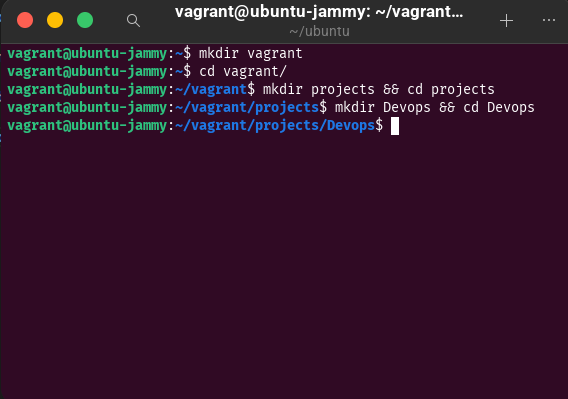 vagrant@ubuntu-jammy: ~/vagrant...
~/ubuntu
vagrant@ubuntu-jammy:~$ mkdir vagrant
vagrant@ubuntu-jammy:~$ cd vagrant/
vagrant@ubuntu-jammy:~/vagrant$ mkdir projects && cd projects
vagrant@ubuntu-jammy:~/vagrant/projects$ mkdir Devops && cd Devops
vagrant@ubuntu-jammy:~/vagrant/projects/Devops$